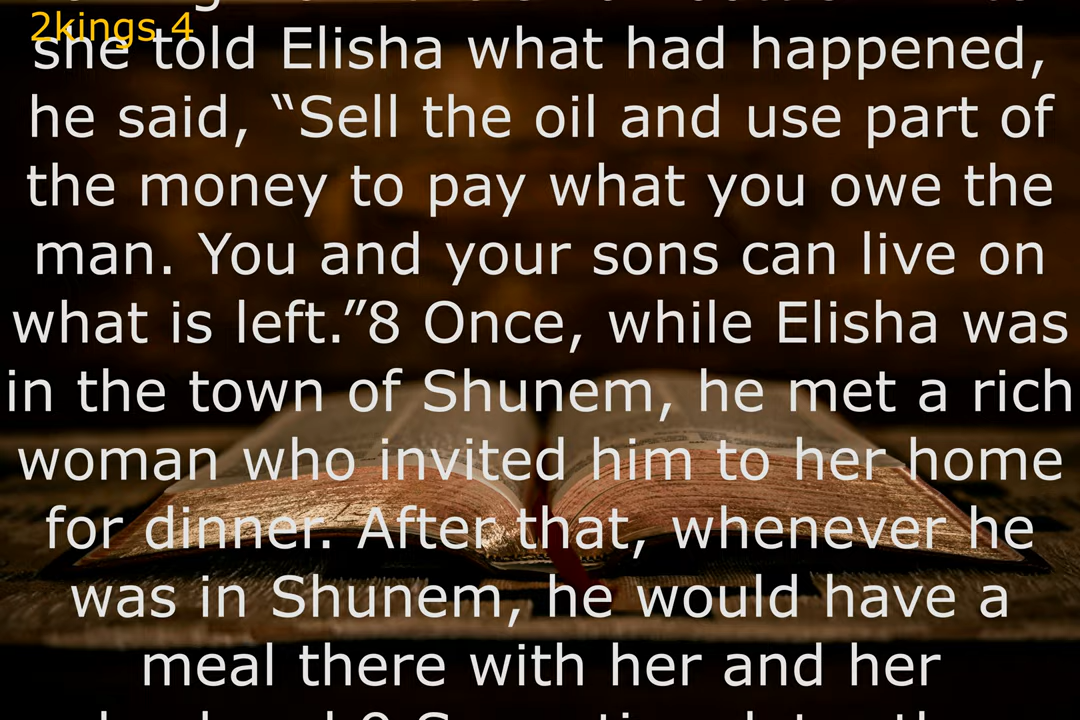 2kings 4
she told Elisha what had happened,
he said, “Sell the oil and use part of
the money to pay what you owe the
man. You and your sons can live on
what is left.”8 Once, while Elisha was
in the town of Shunem, he met a rich
woman who invited him to her home
for dinner. After that, whenever he
was in Shunem, he would have a
meal there with her and her